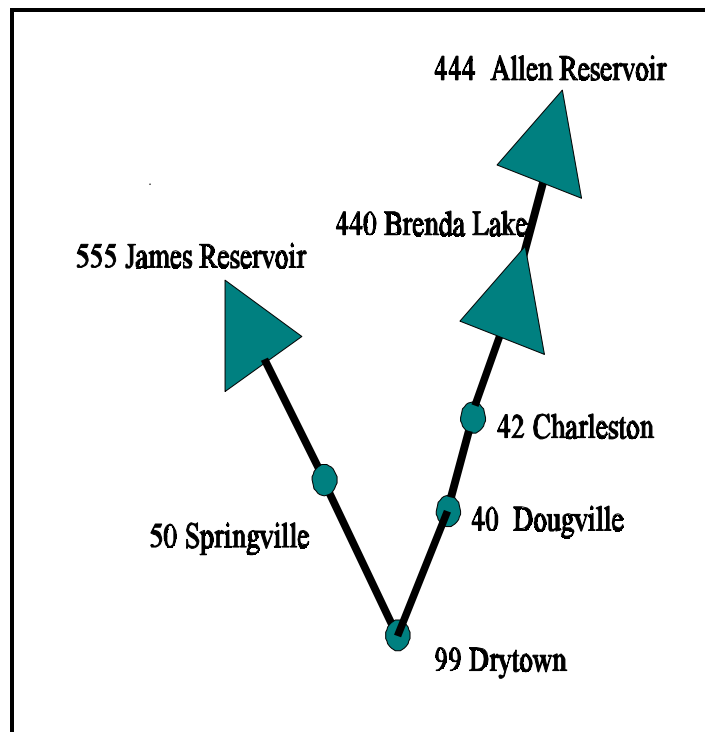 444 Allen Reservoir
440 Brenda Lake
555 James Reservoir
42 Charleston
40 Dougville
50 Springville
99 Drytown